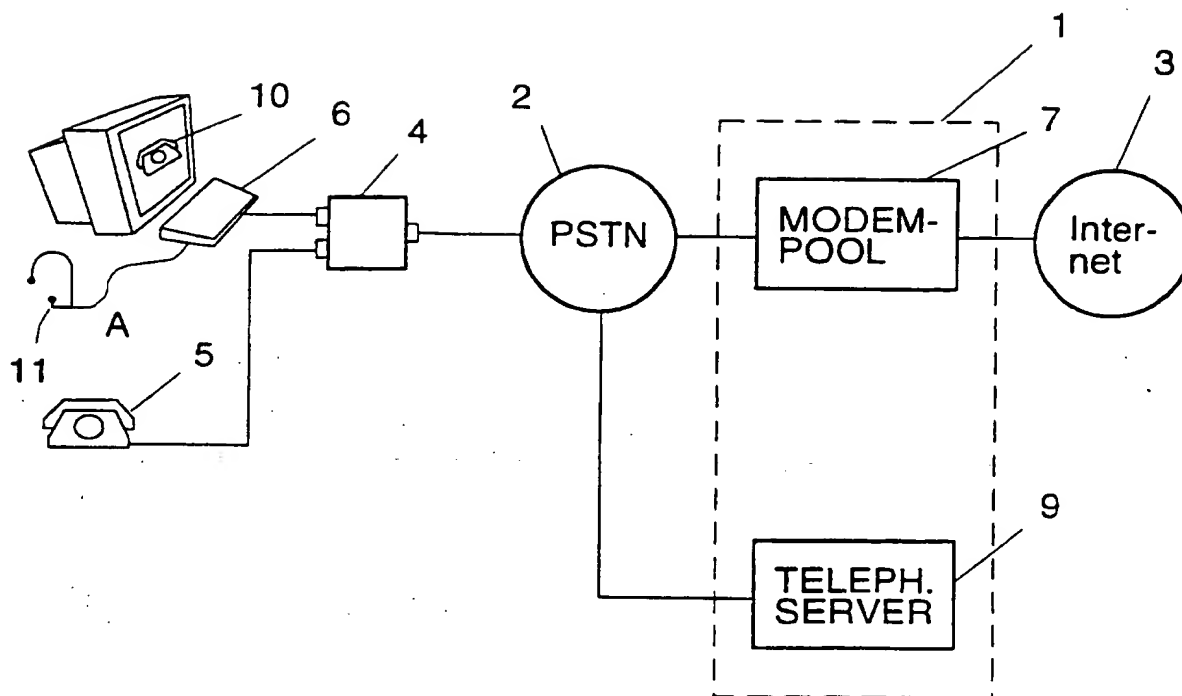 1
3
10
6
2
7
4
PSTN
MODEM-
POOL
Inter-
net
A
11
5
9
TELEPH.
SERVER